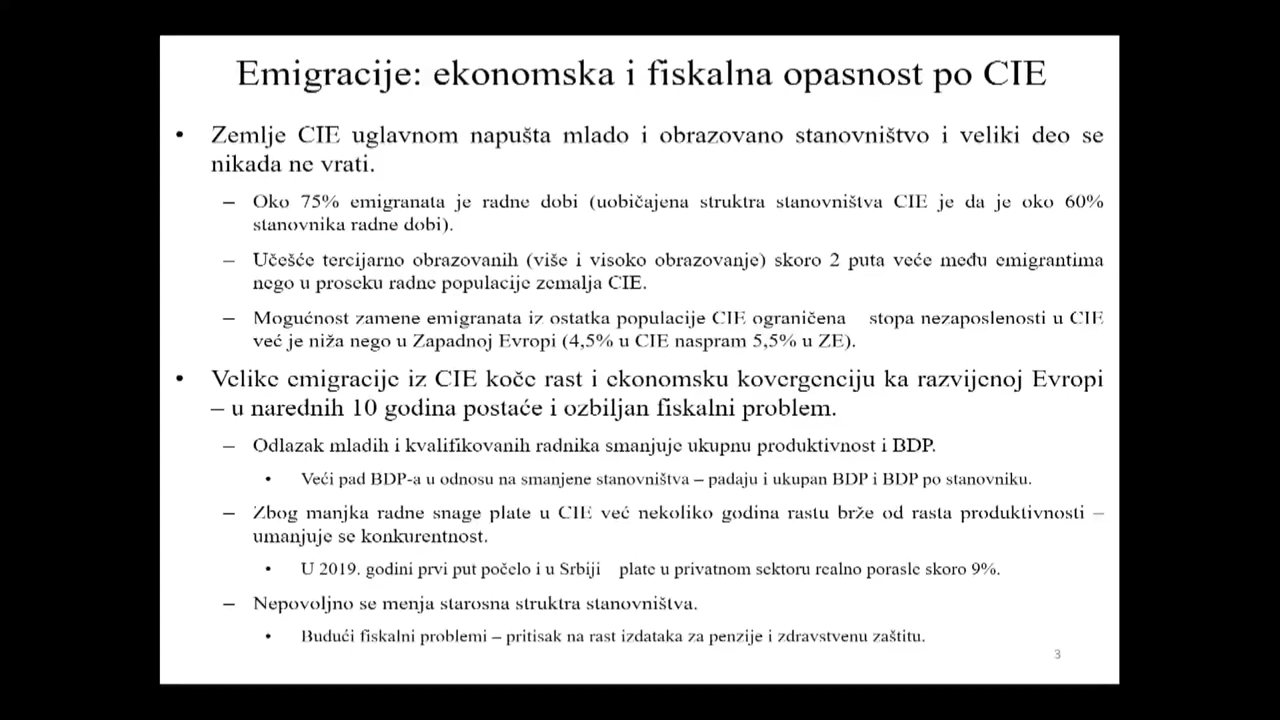 Emigracije: ekonomska i fiskalna opasnost po CIE
• Zemlje CIE uglavnom napušta mlado i obrazovano stanovništvo i veliki deo se
nikada ne vrati.
– Oko 75% emigranata je radne dobi (uobičajena struktra stanovništva CIE je da je oko 60%
stanovnika radne dobi).
– Učešće tercijarno obrazovanih (više i visoko obrazovanje) skoro 2 puta veće među emigrantima
nego u proseku radne populacije zemalja CIE.
– Mogućnost zamene emigranata iz ostatka populacije CIE ograničena stopa nezaposlenosti u CIE
već je niža nego u Zapadnoj Evropi (4,5% u CIE naspram 5,5% u ZE).
• Velike emigracije iz CIE koče rast i ekonomsku kovergenciju ka razvijenoj Evropi
– u narednih 10 godina postaće i ozbiljan fiskalni problem.
– Odlazak mladih i kvalifikovanih radnika smanjuje ukupnu produktivnost i BDP.
• Veći pad BDP-a u odnosu na smanjene stanovništva – padaju i ukupan BDP i BDP po stanovniku.
– Zbog manjka radne snage plate u CIE već nekoliko godina rastu brže od rasta produktivnosti –
umanjuje se konkurentnost.
• U 2019. godini prvi put počelo i u Srbiji plate u privatnom sektoru realno porasle skoro 9%.
– Nepovoljno se menja starosna struktra stanovništva.
• Budući fiskalni problemi – pritisak na rast izdataka za penzije i zdravstvenu zaštitu.
3